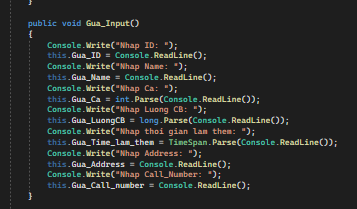 }
public void Gua_Input()
{
Console.Write("Nhap ID: ");
this.Gua_ID = Console.ReadLine();
Console.Write("Nhap Name: ");
this.Gua_Name = Console.ReadLine();
Console.Write("Nhap Ca: ");
this.Gua_Ca = int.Parse(Console.ReadLine());
Console.Write("Nhap Luong CB: ");
this.Gua_LuongCB = long.Parse(Console.ReadLine());
Console.Write("Nhap thoi gian lam them: ");
this.Gua_Time_lam_them = TimeSpan.Parse(Console.ReadLine());
Console.Write("Nhap Address: ");
this.Gua_Address = Console.ReadLine();
Console.Write("Nhap Call_Number: ");
this.Gua_Call_number = Console.ReadLine();
}